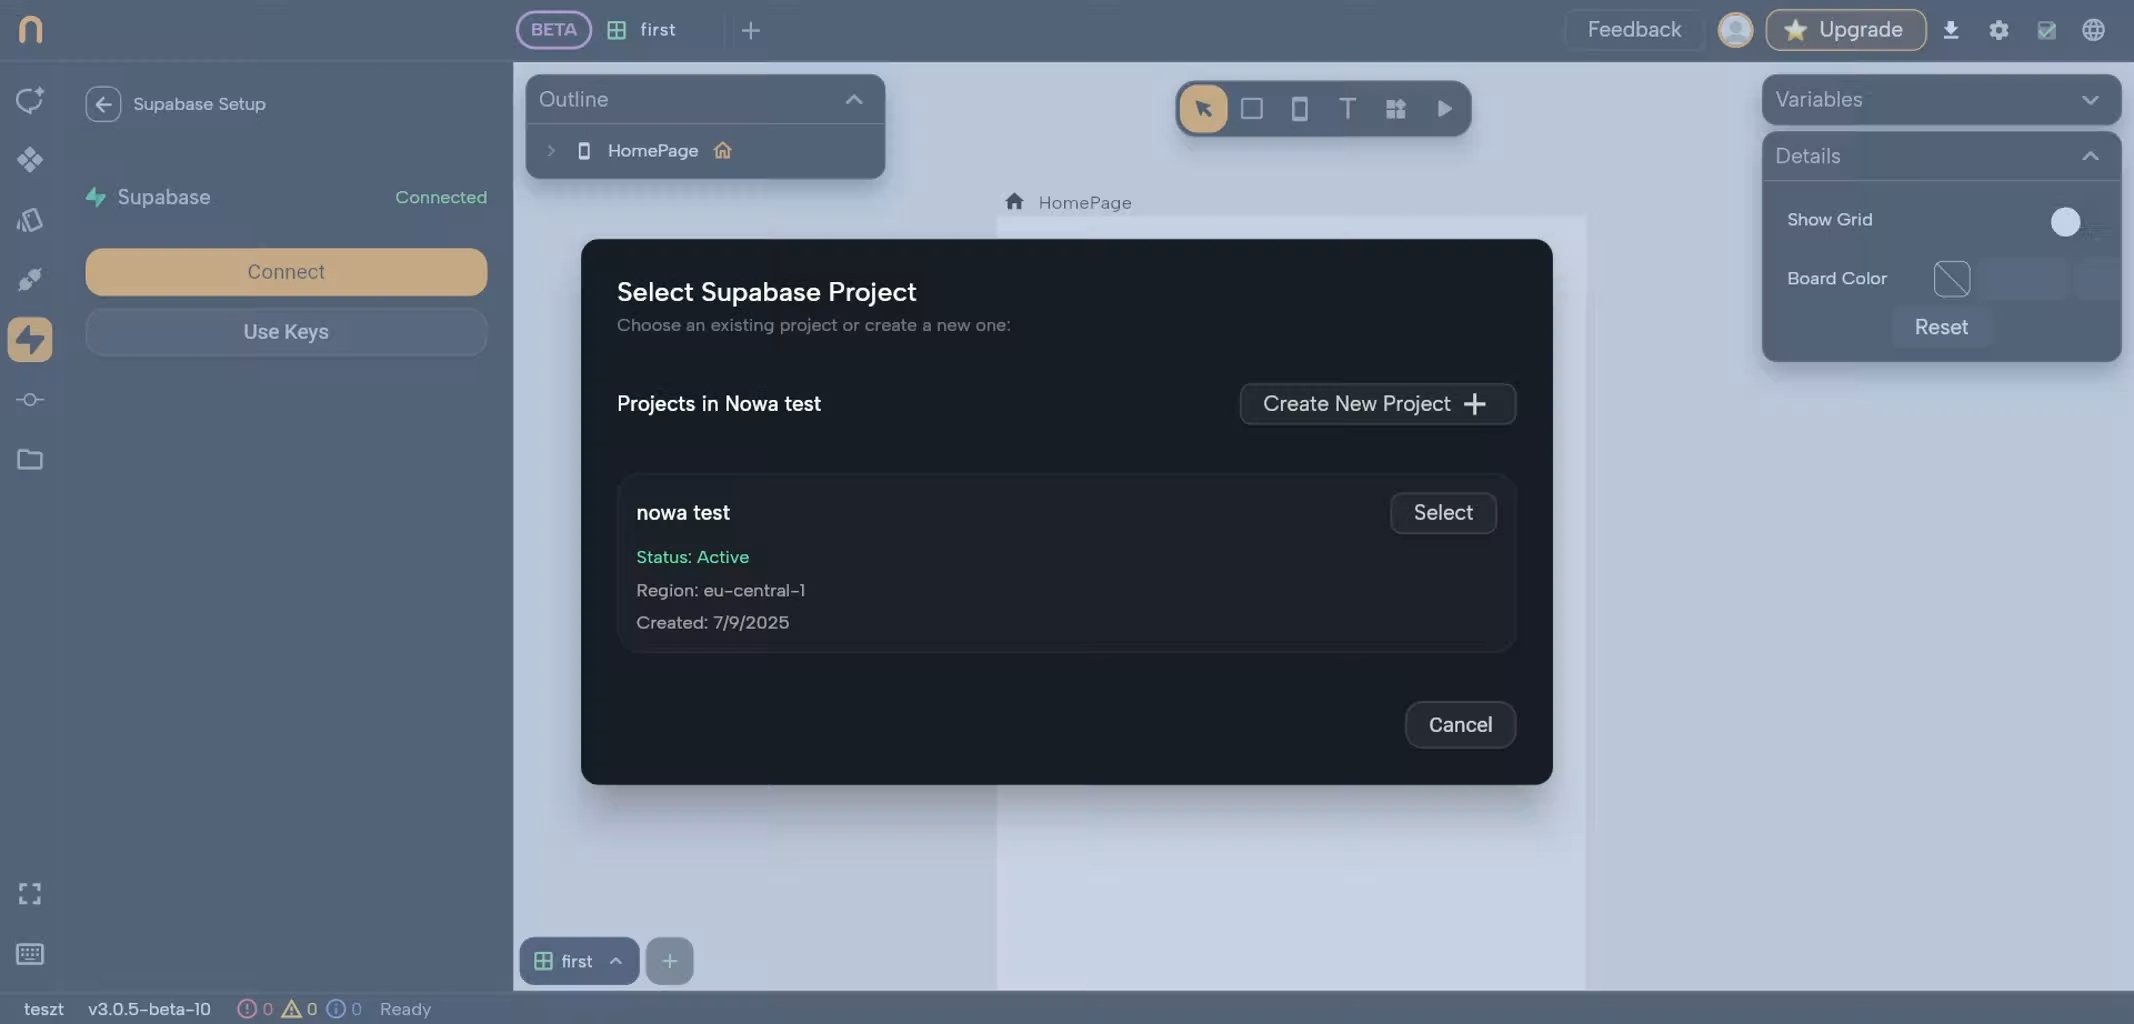 BETA
first
Feedback
Upgrade
Supabase Setup
Supabase
Connected
Connect
Use Keys
Outline
HomePage
HomePage
Variables
Details
Show Grid
Board Color
Reset
Select Supabase Project
Choose an existing project or create a new one:
Projects in Nowa test
Create New Project
nowa test
Select
Status: Active
Region: eu-central-1
Created: 7/9/2025
Cancel
first
teszt v3.0.5-beta-10 0 0 0 Ready